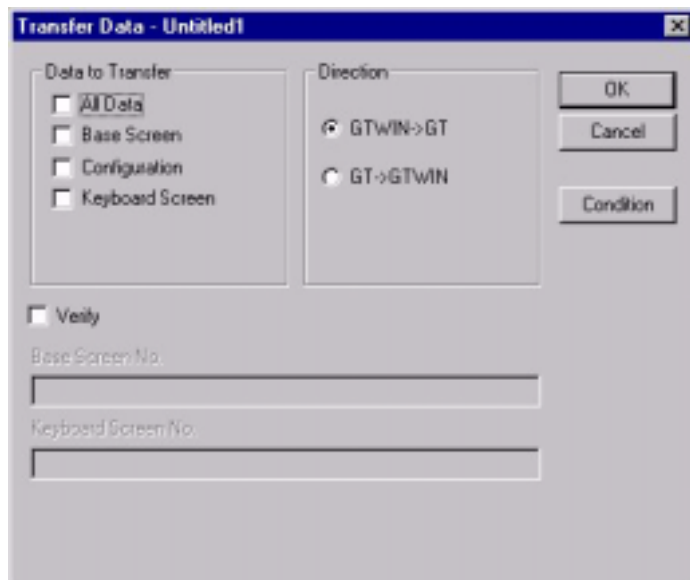 Transfer Data - Untitled1
Data to Transfer
All Data
Base Screen
Configuration
Keyboard Screen
Direction
GTWIN->GT
GT->GTWIN
OK
Cancel
Condition
Verify
Base Screen No.
Keyboard Screen No.